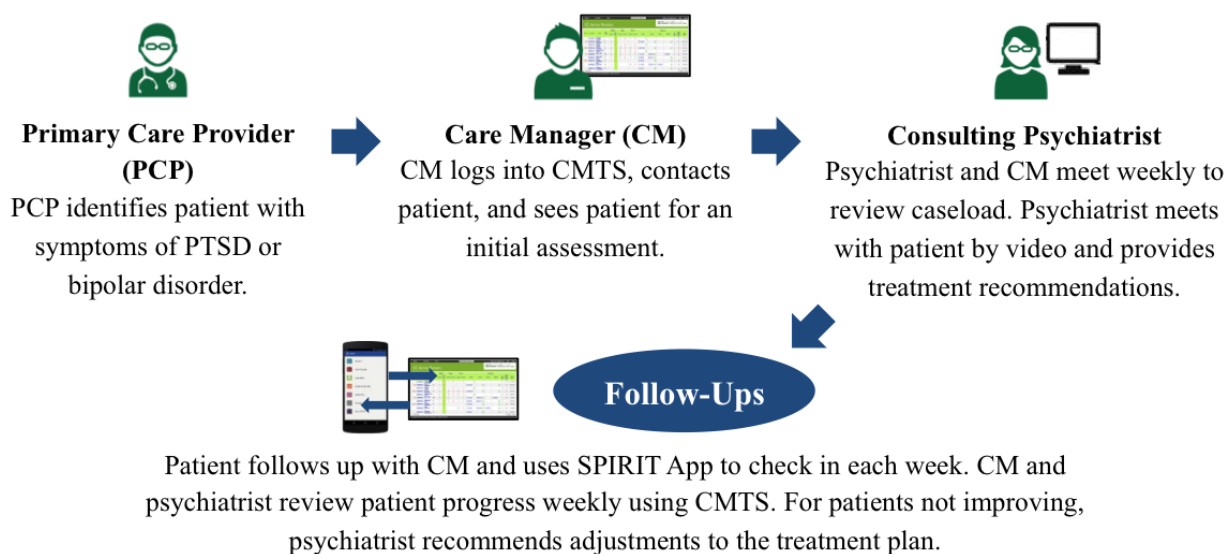 Primary Care Provider
(PCP)
PCP identifies patient with
symptoms of PTSD or
bipolar disorder.
Care Manager (CM)
CM logs into CMTS, contacts
patient, and sees patient for an
initial assessment.
Consulting Psychiatrist
Psychiatrist and CM meet weekly to
review caseload. Psychiatrist meets
with patient by video and provides
treatment recommendations.
Follow-Ups
Patient follows up with CM and uses SPIRIT App to check in each week. CM and
psychiatrist review patient progress weekly using CMTS. For patients not improving,
psychiatrist recommends adjustments to the treatment plan.